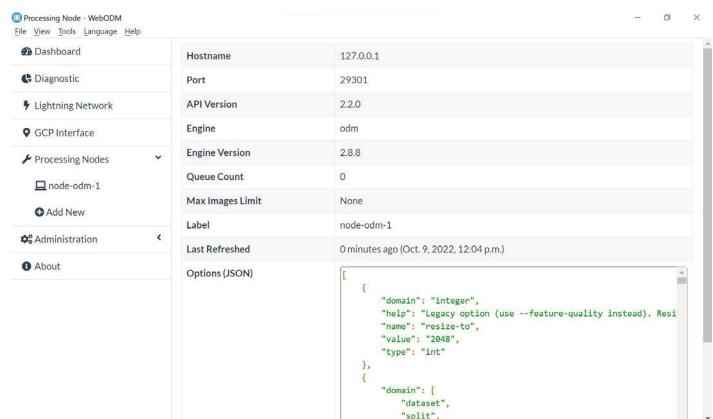 Processing Node - WebODM
File View Tools Language Help
Dashboard
Diagnostic
Lightning Network
GCP Interface
Processing Nodes
node-odm-1
Add New
Administration
About
Hostname 127.0.0.1
Port 29301
API Version 2.2.0
Engine odm
Engine Version 2.8.8
Queue Count 0
Max Images Limit None
Label node-odm-1
Last Refreshed 0 minutes ago (Oct. 9, 2022, 12:04 p.m.)
Options (JSON)
[
{
"domain": "integer",
"help": "Legacy option (use --feature-quality instead). Resi
"name": "resize-to",
"value": "2048",
"type": "int"
},
{
"domain": [
"dataset",
"split",